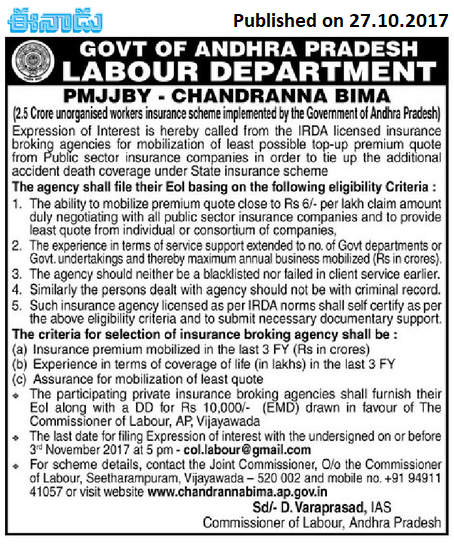 ఈనాడు
Published on 27.10.2017
GOVT OF ANDHRA PRADESH
LABOUR DEPARTMENT
PMJJBY - CHANDRANNA BIMA
(2.5 Crore unorganised workers insurance scheme implemented by the Government of Andhra Pradesh)
Expression of Interest is hereby called from the IRDA licensed insurance
broking agencies for mobilization of least possible top-up premium quote
from Public sector insurance companies in order to tie up the additional
accident death coverage under State insurance scheme
The agency shall file their EoI basing on the following eligibility Criteria :
1. The ability to mobilize premium quote close to Rs 6/- per lakh claim amount
duly negotiating with all public sector insurance companies and to provide
least quote from individual or consortium of companies,
2. The experience in terms of service support extended to no. of Govt departments or
Govt. undertakings and thereby maximum annual business mobilized (Rs in crores).
3. The agency should neither be a blacklisted nor failed in client service earlier.
4. Similarly the persons dealt with agency should not be with criminal record.
5. Such insurance agency licensed as per IRDA norms shall self certify as per
the above eligibility criteria and to submit necessary documentary support.
The criteria for selection of insurance broking agency shall be :
(a) Insurance premium mobilized in the last 3 FY (Rs in crores)
(b) Experience in terms of coverage of life (in lakhs) in the last 3 FY
(c) Assurance for mobilization of least quote
❖ The participating private insurance broking agencies shall furnish their
EoI along with a DD for Rs 10,000/- (EMD) drawn in favour of The
Commissioner of Labour, AP, Vijayawada
❖ The last date for filing Expression of interest with the undersigned on or before
3rd November 2017 at 5 pm - col.labour@gmail.com
❖ For scheme details, contact the Joint Commissioner, O/o the Commissioner
of Labour, Seetharampuram, Vijayawada – 520 002 and mobile no. +91 94911
41057 or visit website www.chandrannabima.ap.gov.in
Sd/- D. Varaprasad, IAS
Commissioner of Labour, Andhra Pradesh